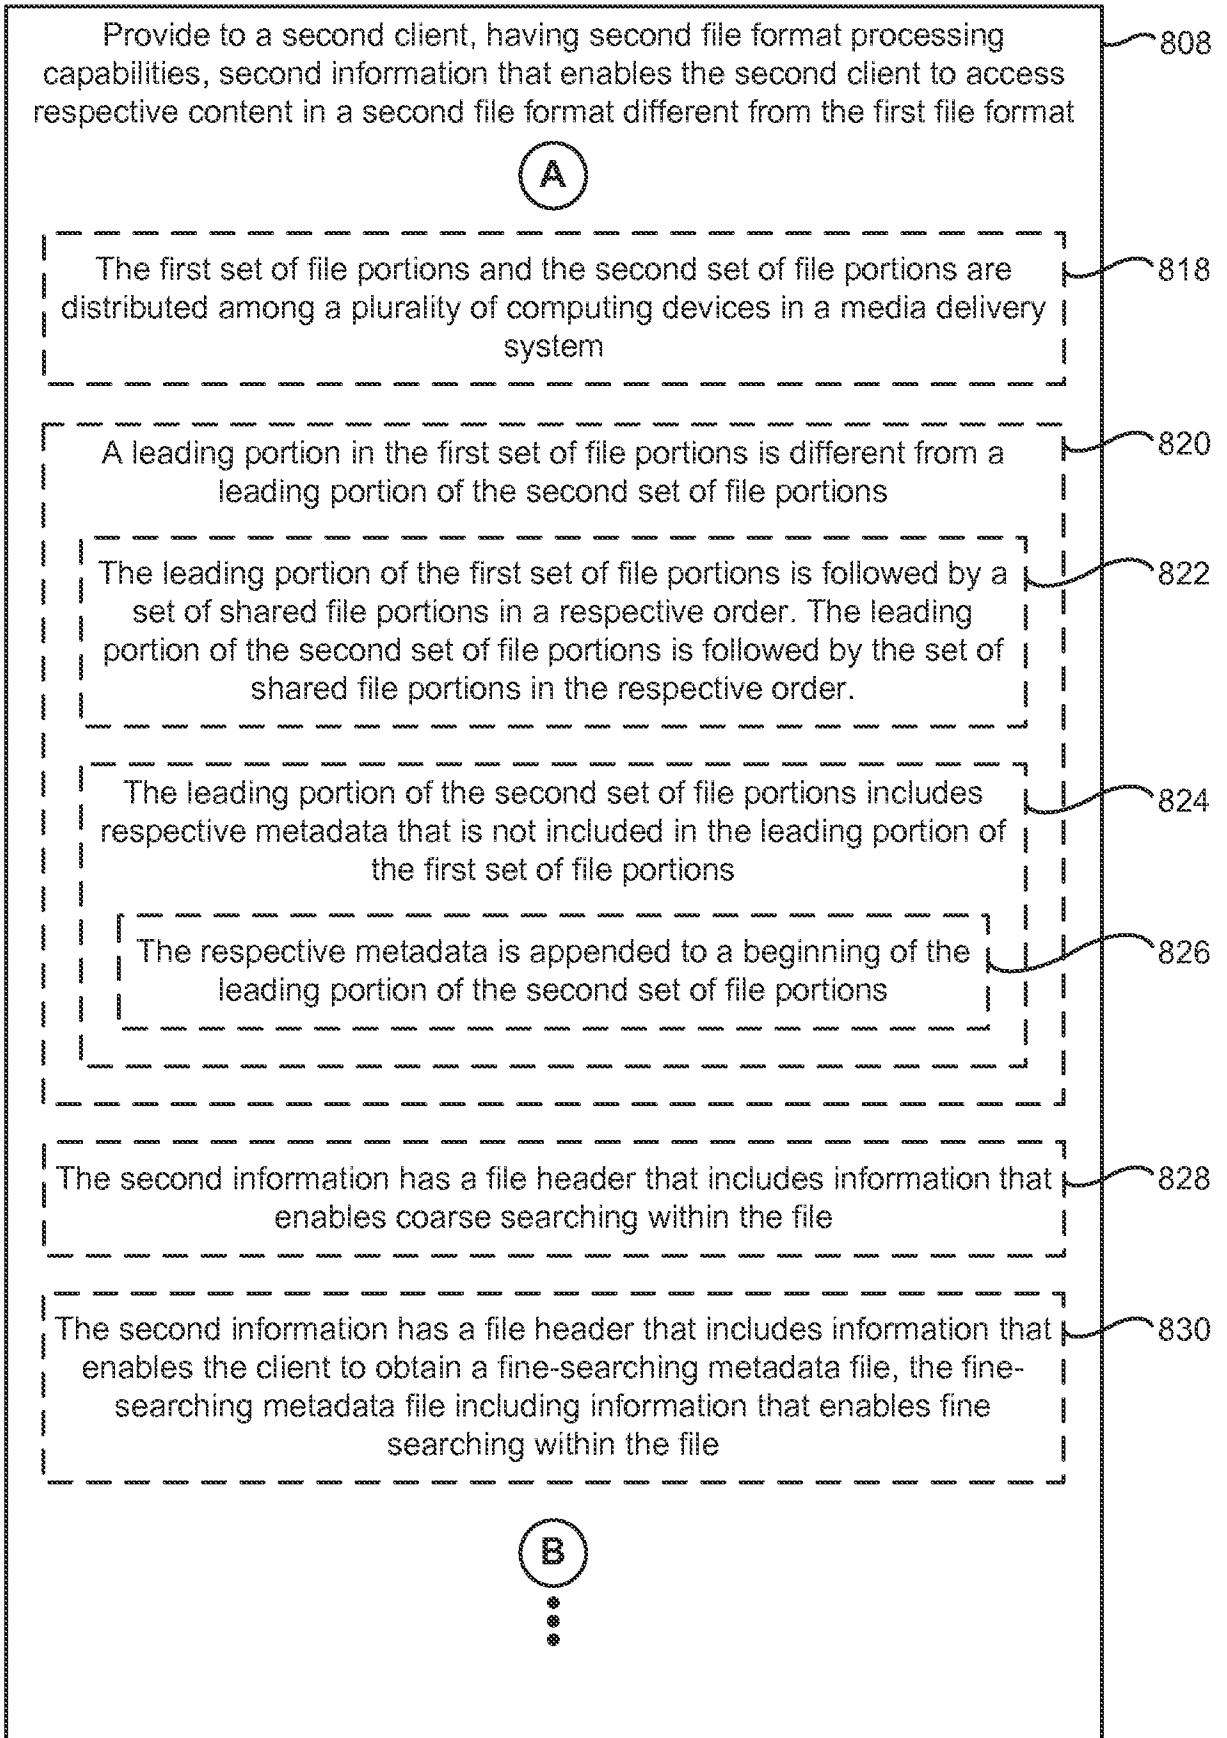 Provide to a second client, having second file format processing
capabilities, second information that enables the second client to access
respective content in a second file format different from the first file format
808
A
The first set of file portions and the second set of file portions are
distributed among a plurality of computing devices in a media delivery
system
818
A leading portion in the first set of file portions is different from a
leading portion of the second set of file portions
820
The leading portion of the first set of file portions is followed by a
set of shared file portions in a respective order. The leading
portion of the second set of file portions is followed by the set of
shared file portions in the respective order.
822
The leading portion of the second set of file portions includes
respective metadata that is not included in the leading portion of
the first set of file portions
824
The respective metadata is appended to a beginning of the
leading portion of the second set of file portions
826
The second information has a file header that includes information that
enables coarse searching within the file
828
The second information has a file header that includes information that
enables the client to obtain a fine-searching metadata file, the fine-
searching metadata file including information that enables fine
searching within the file
830
B